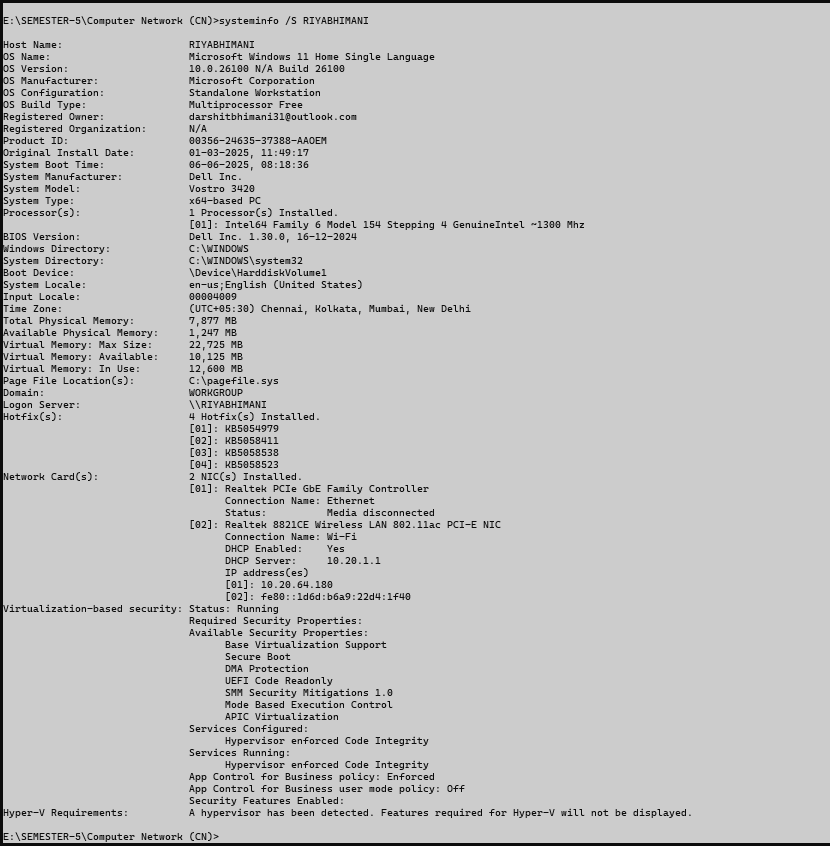 E:\SEMESTER-5\Computer Network (CN)>systeminfo /S RIYABHIMANI
Host Name: RIYABHIMANI
OS Name: Microsoft Windows 11 Home Single Language
OS Version: 10.0.26100 N/A Build 26100
OS Manufacturer: Microsoft Corporation
OS Configuration: Standalone Workstation
OS Build Type: Multiprocessor Free
Registered Owner: darshitbhimani31@outlook.com
Registered Organization: N/A
Product ID: 00356-24635-37388-AAOEM
Original Install Date: 01-03-2025, 11:49:17
System Boot Time: 06-06-2025, 08:18:36
System Manufacturer: Dell Inc.
System Model: Vostro 3420
System Type: x64-based PC
Processor(s): 1 Processor(s) Installed.
[01]: Intel64 Family 6 Model 154 Stepping 4 GenuineIntel ~1300 Mhz
BIOS Version: Dell Inc. 1.30.0, 16-12-2024
Windows Directory: C:\WINDOWS
System Directory: C:\WINDOWS\system32
Boot Device: \Device\HarddiskVolume1
System Locale: en-us;English (United States)
Input Locale: 00004009
Time Zone: (UTC+05:30) Chennai, Kolkata, Mumbai, New Delhi
Total Physical Memory: 7,877 MB
Available Physical Memory: 1,247 MB
Virtual Memory: Max Size: 22,725 MB
Virtual Memory: Available: 10,125 MB
Virtual Memory: In Use: 12,600 MB
Page File Location(s): C:\pagefile.sys
Domain: WORKGROUP
Logon Server: \\RIYABHIMANI
Hotfix(s): 4 Hotfix(s) Installed.
[01]: KB5054979
[02]: KB5058411
[03]: KB5058538
[04]: KB5058523
Network Card(s): 2 NIC(s) Installed.
[01]: Realtek PCIe GbE Family Controller
Connection Name: Ethernet
Status: Media disconnected
[02]: Realtek 8821CE Wireless LAN 802.11ac PCI-E NIC
Connection Name: Wi-Fi
DHCP Enabled: Yes
DHCP Server: 10.20.1.1
IP address(es)
[01]: 10.20.64.180
[02]: fe80::1d6d:b6a9:22d4:1f40
Virtualization-based security: Status: Running
Required Security Properties:
Available Security Properties:
Base Virtualization Support
Secure Boot
DMA Protection
UEFI Code Readonly
SMM Security Mitigations 1.0
Mode Based Execution Control
APIC Virtualization
Services Configured:
Hypervisor enforced Code Integrity
Services Running:
Hypervisor enforced Code Integrity
App Control for Business policy: Enforced
App Control for Business user mode policy: Off
Security Features Enabled:
Hyper-V Requirements: A hypervisor has been detected. Features required for Hyper-V will not be displayed.
E:\SEMESTER-5\Computer Network (CN)>